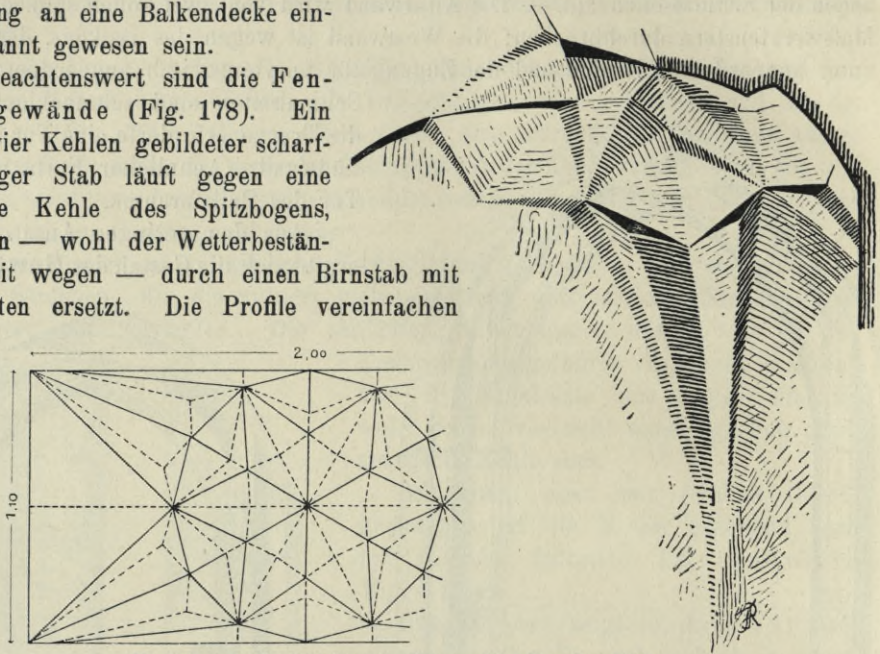 ng an eine Balkendecke ein-
annt gewesen sein.
eachtenswert sind die Fen-
gewände (Fig. 178). Ein
vier Kehlen gebildeter scharf-
ger Stab läuft gegen eine
e Kehle des Spitzbogens,
n — wohl der Wetterbestän-
it wegen — durch einen Birnstab mit
ten ersetzt. Die Profile vereinfachen
2,00
1,10